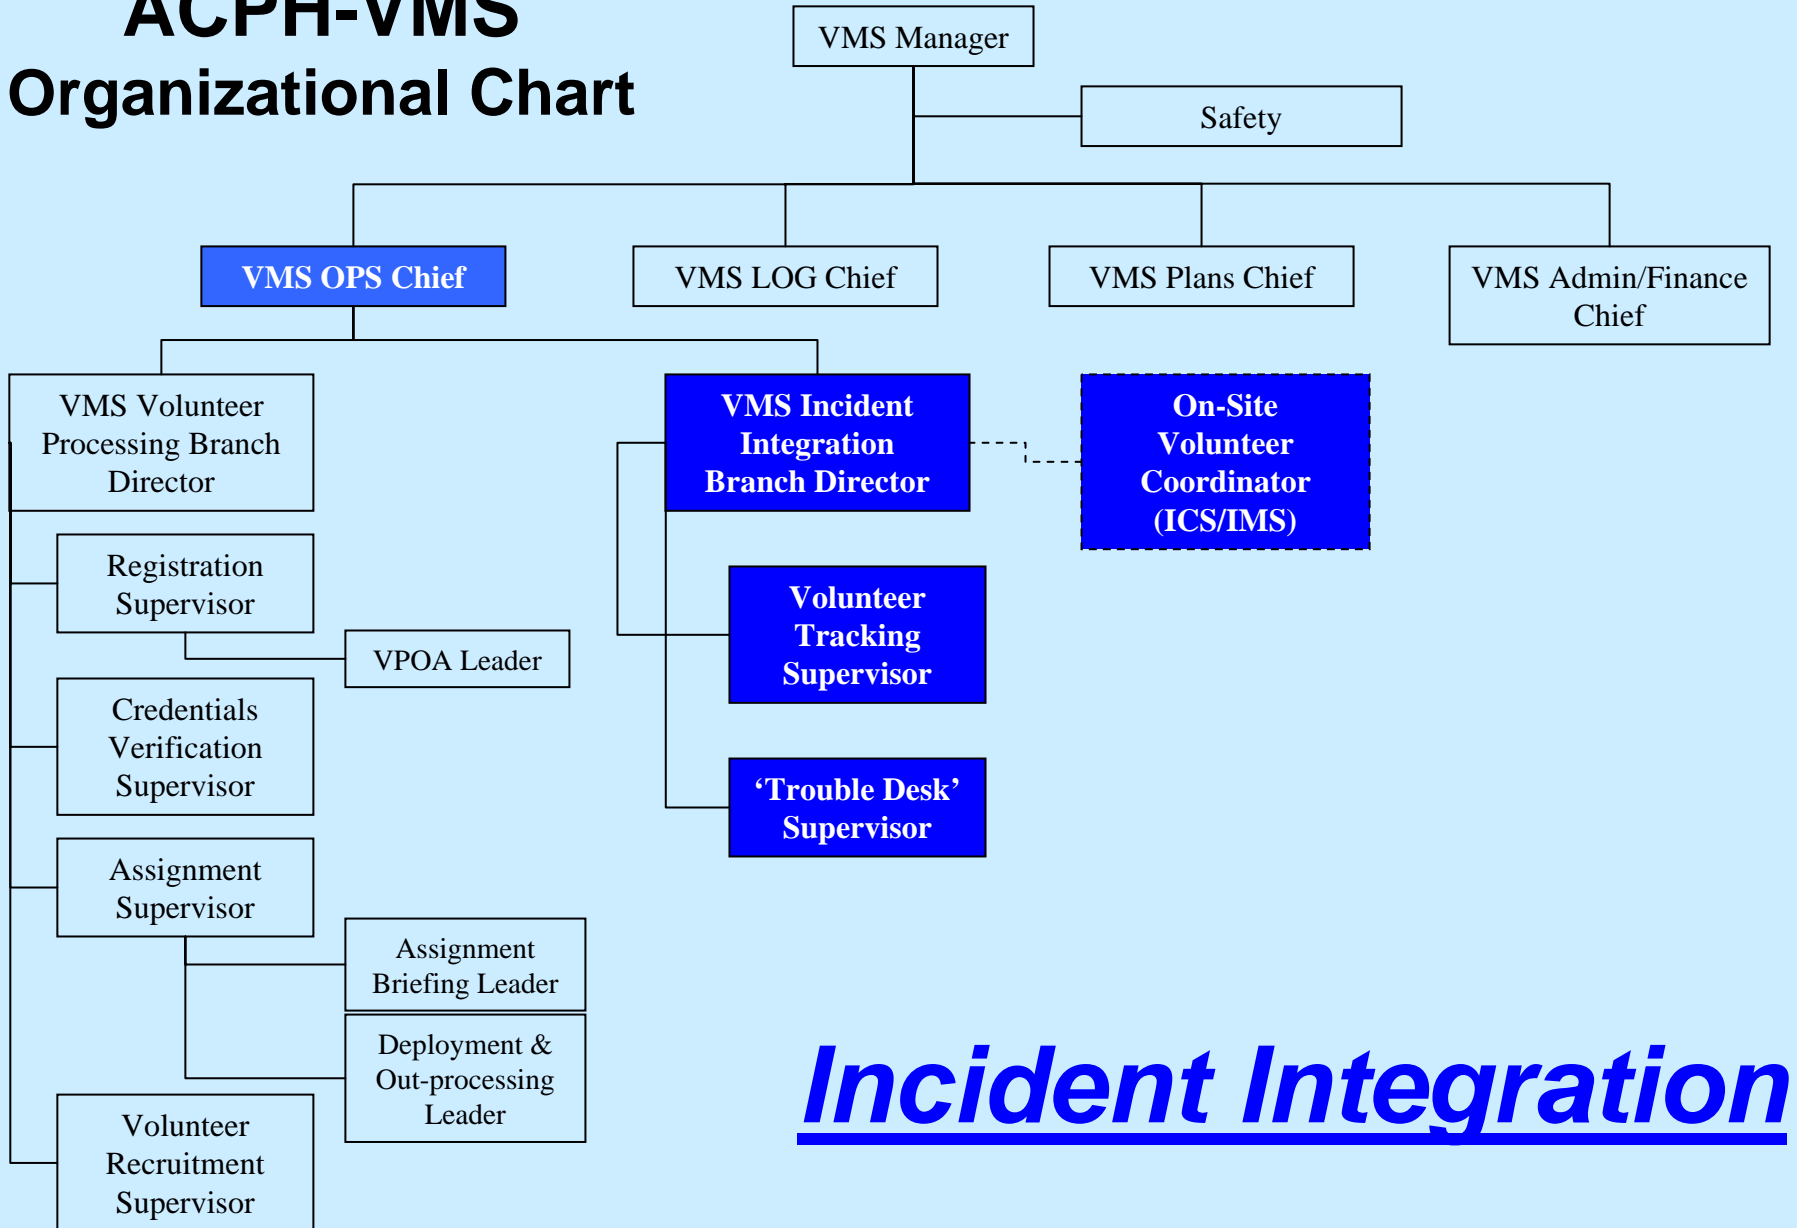 ACPH-VMS
Organizational Chart
VMS Manager
Safety
VMS OPS Chief
VMS LOG Chief
VMS Plans Chief
VMS Admin/Finance
Chief
VMS Volunteer
Processing Branch
Director
VMS Incident
Integration
Branch Director
On-Site
Volunteer
Coordinator
(ICS/IMS)
Registration
Supervisor
VPOA Leader
Credentials
Verification
Supervisor
Assignment
Supervisor
Assignment
Briefing Leader
Deployment &
Out-processing
Leader
Volunteer
Recruitment
Supervisor
Volunteer
Tracking
Supervisor
‘Trouble Desk’
Supervisor
Incident Integration